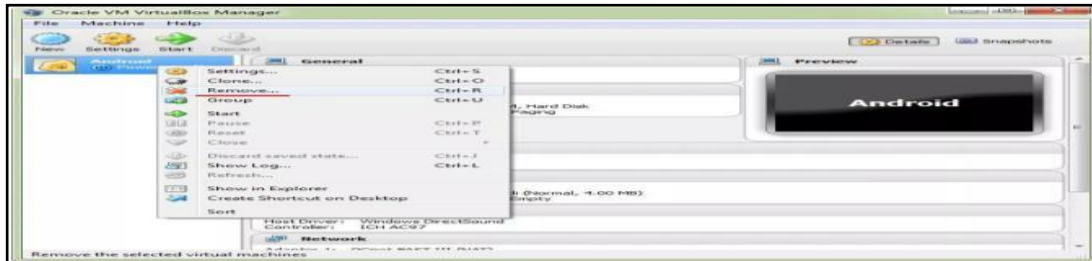 Oracle VM VirtualBox Manager
File Machine Help
New Settings Start Discard
Details Snapshots
Android
General
Preview
Settings... Ctrl+S
Clone... Ctrl+O
Remove... Ctrl+R
Group Ctrl+U
Android
Hard Disk
Paging
Start
Pause Ctrl+P
Reset Ctrl+T
Close
Discard saved state... Ctrl+J
Show Log... Ctrl+L
Refresh...
Show in Explorer
(Normal, 4.00 MB)
Create Shortcut on Desktop
Sort
Host Driver: Windows DirectSound
Controller: ICH AC97
Network
Remove the selected virtual machines